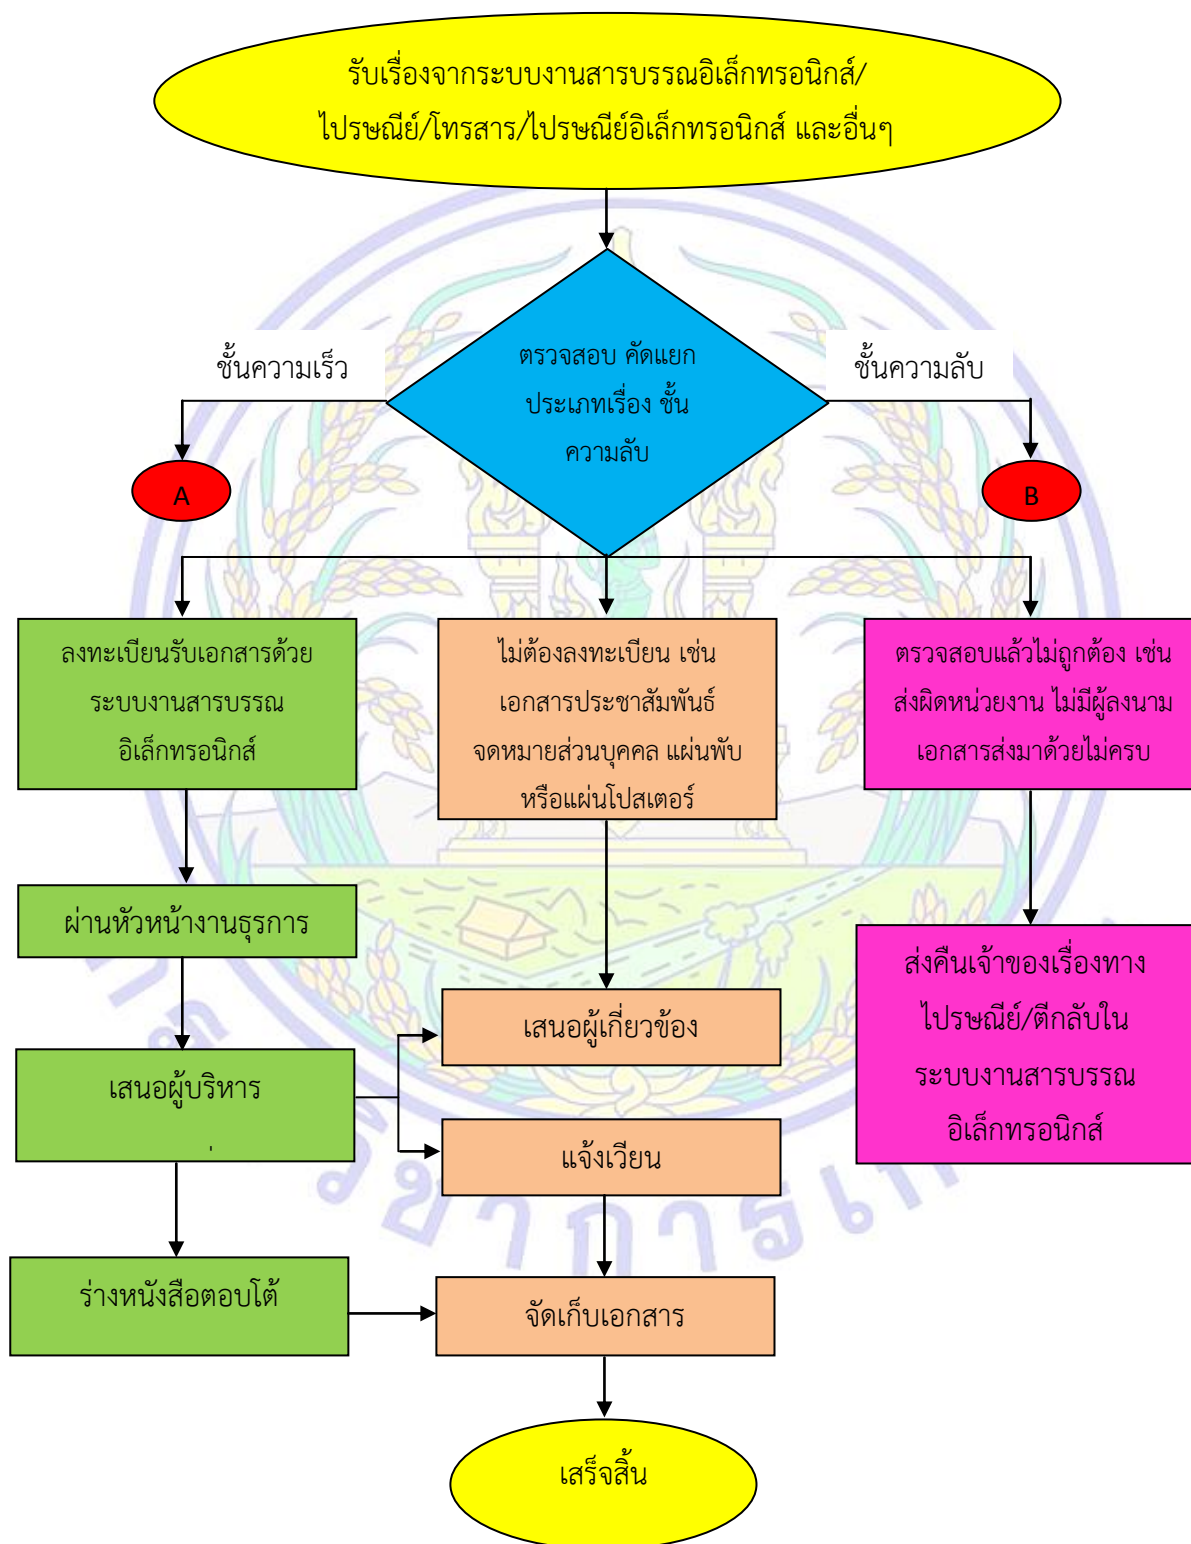 รับเรื่องจากระบบงานสารบรรณอิเล็กทรอนิกส์/
ไปรษณีย์/โทรสาร/ไปรษณีย์อิเล็กทรอนิกส์ และอื่นๆ
ชั้นความเร็ว
ตรวจสอบ คัดแยก
ประเภทเรื่อง ชั้น
ความลับ
ชั้นความลับ
A
B
ลงทะเบียนรับเอกสารด้วย
ระบบงานสารบรรณ
อิเล็กทรอนิกส์
ไม่ต้องลงทะเบียน เช่น
เอกสารประชาสัมพันธ์
จดหมายส่วนบุคคล แผ่นพับ
หรือแผ่นโปสเตอร์
ตรวจสอบแล้วไม่ถูกต้อง เช่น
ส่งผิดหน่วยงาน ไม่มีผู้ลงนาม
เอกสารส่งมาด้วยไม่ครบ
ผ่านหัวหน้างานธุรการ
เสนอผู้เกี่ยวข้อง
ส่งคืนเจ้าของเรื่องทาง
ไปรษณีย์/ตีกลับใน
ระบบงานสารบรรณ
อิเล็กทรอนิกส์
เสนอผู้บริหาร
แจ้งเวียน
ร่างหนังสือตอบโต้
จัดเก็บเอกสาร
เสร็จสิ้น